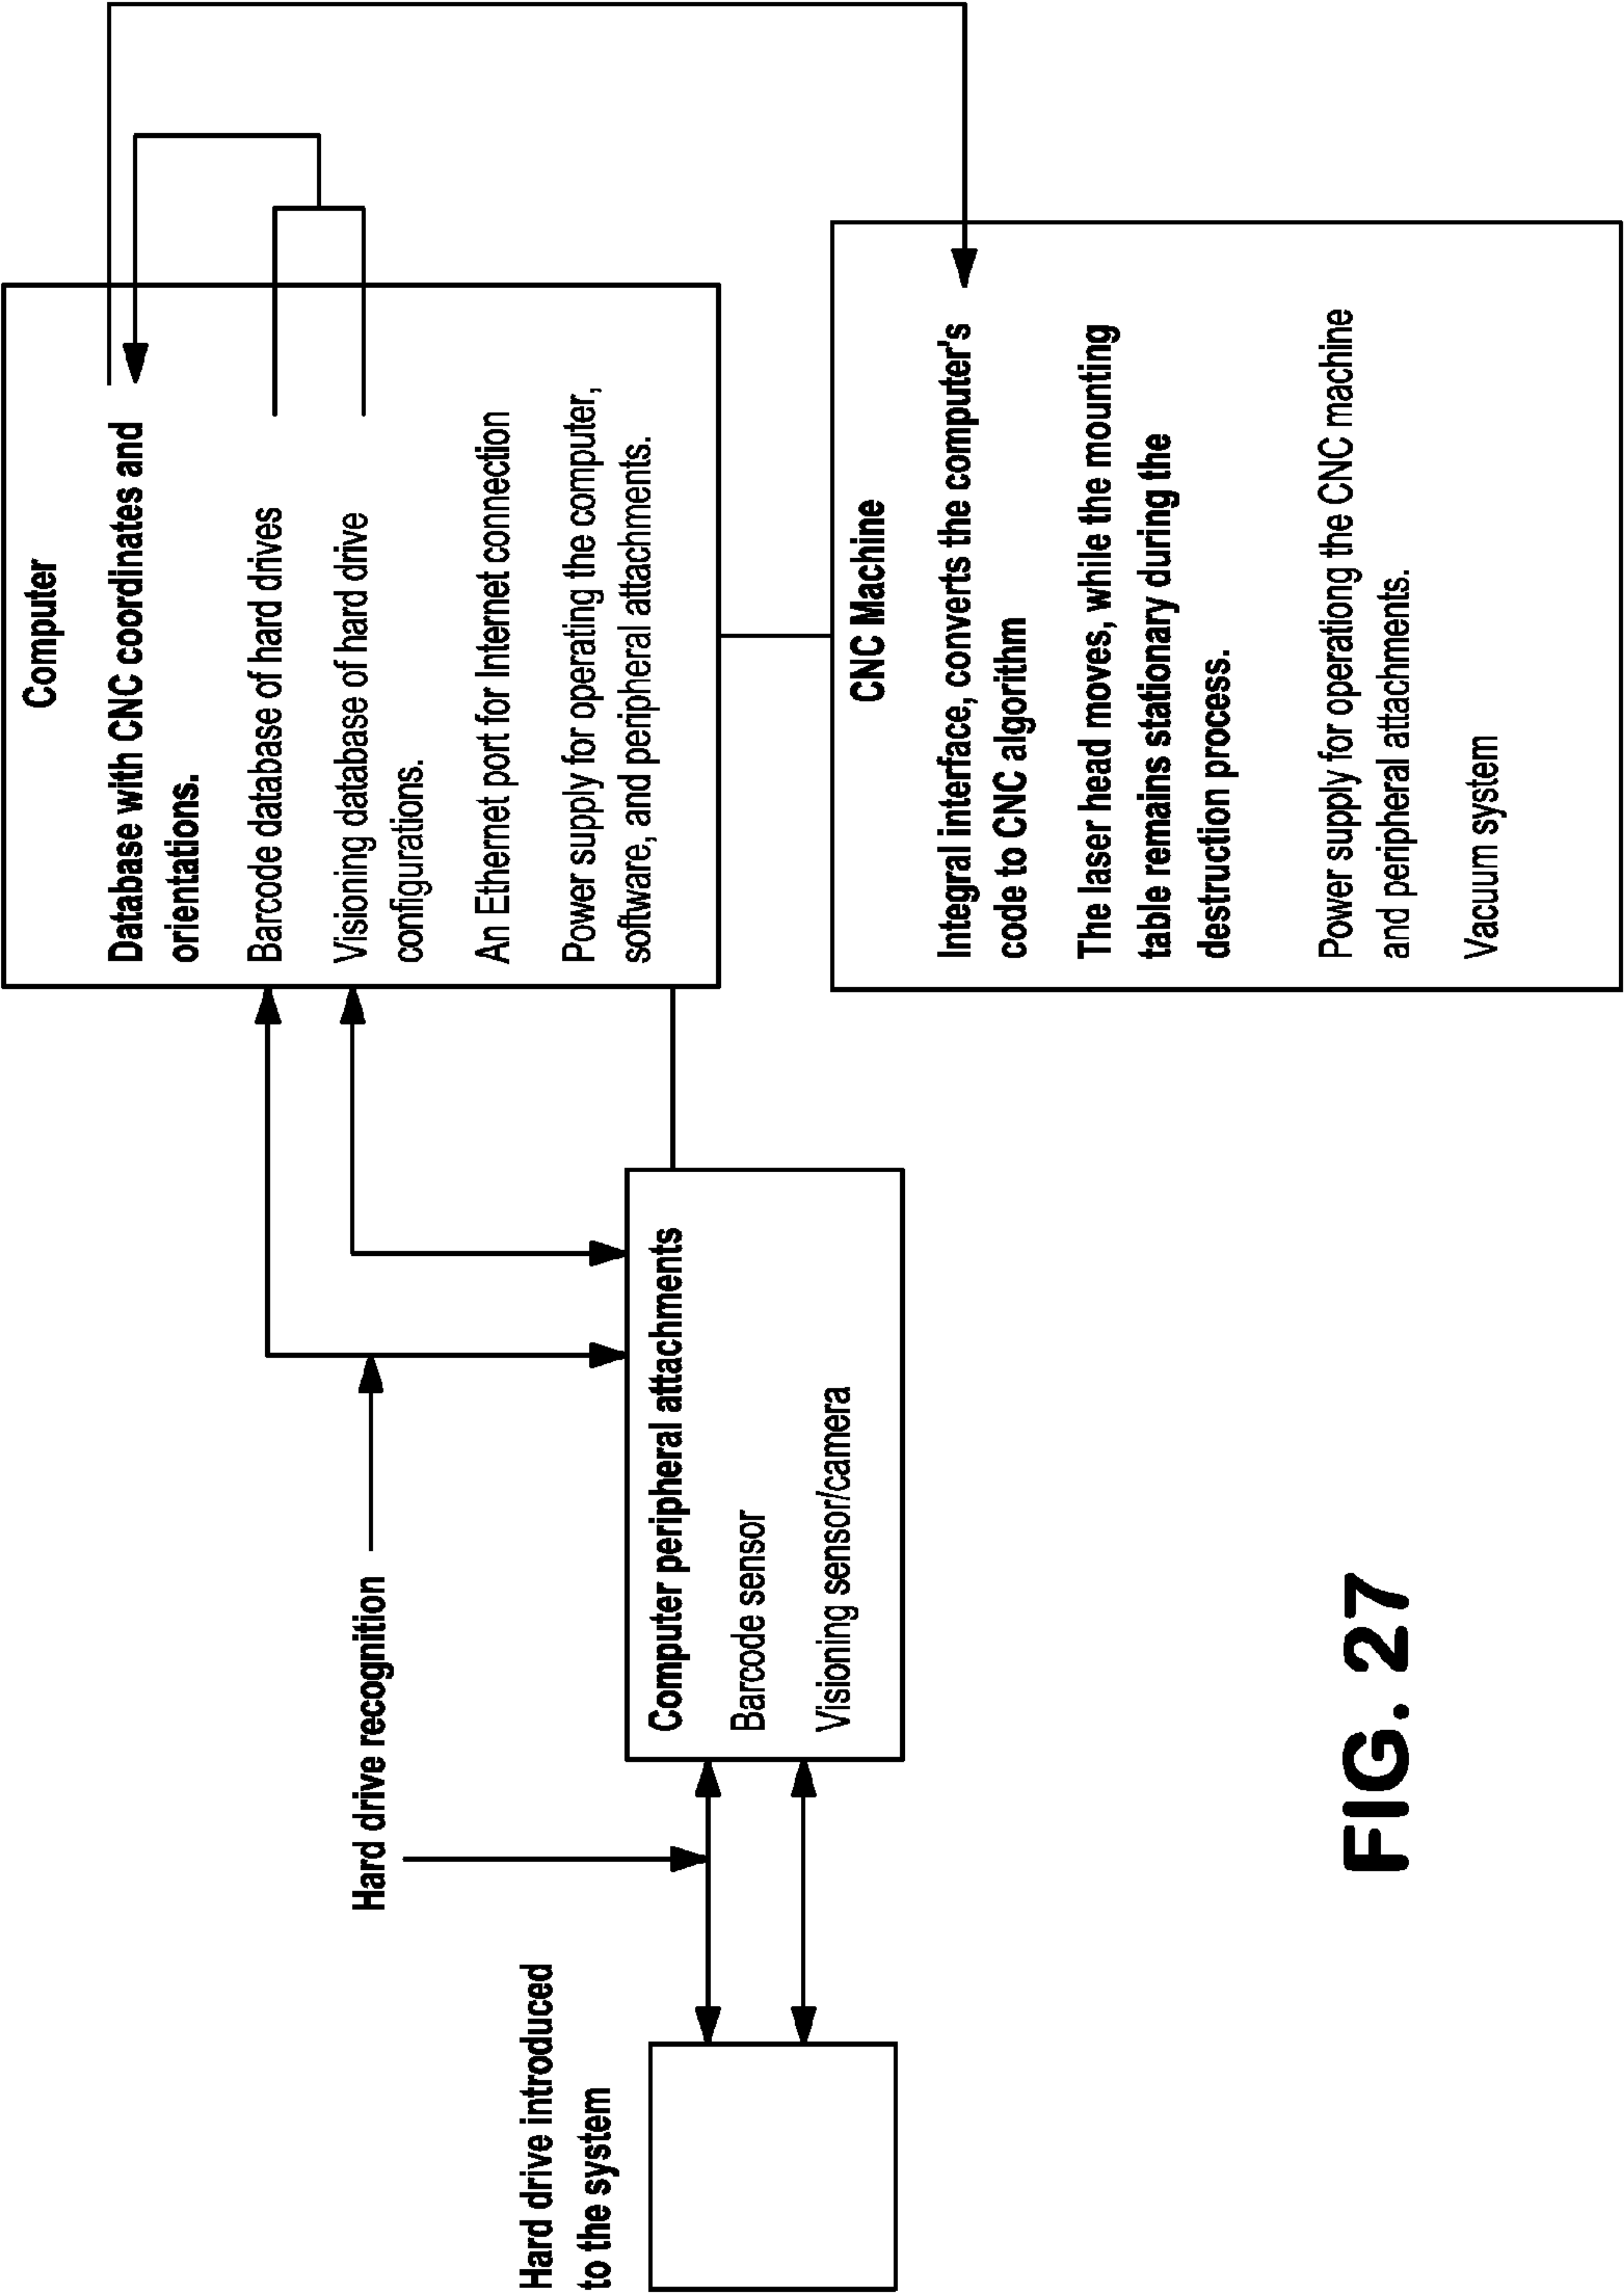 Hard drive introduced
to the system
Hard drive recognition
Computer peripheral attachments
Barcode sensor
Visioning sensor/camera
Computer
Database with CNC coordinates and
orientations.
Barcode database of hard drives
Visioning database of hard drive
configurations.
An Ethernet port for Internet connection
Power supply for operating the computer,
software, and peripheral attachments.
CNC Machine
Integral interface, converts the computer's
code to CNC algorithm
The laser head moves, while the mounting
table remains stationary during the
destruction process.
Power supply for operationg the CNC machine
and peripheral attachments.
Vacuum system
FIG. 27